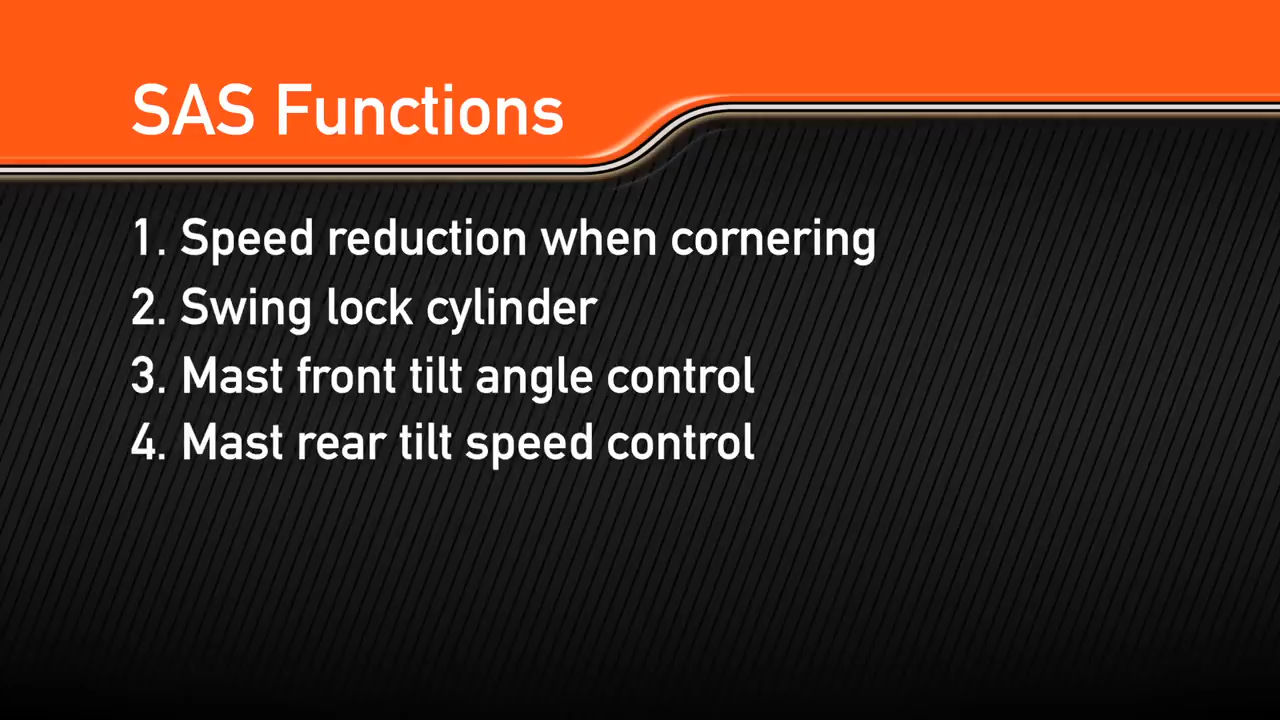 SAS Functions
1. Speed reduction when cornering
2. Swing lock cylinder
3. Mast front tilt angle control
4. Mast rear tilt speed control